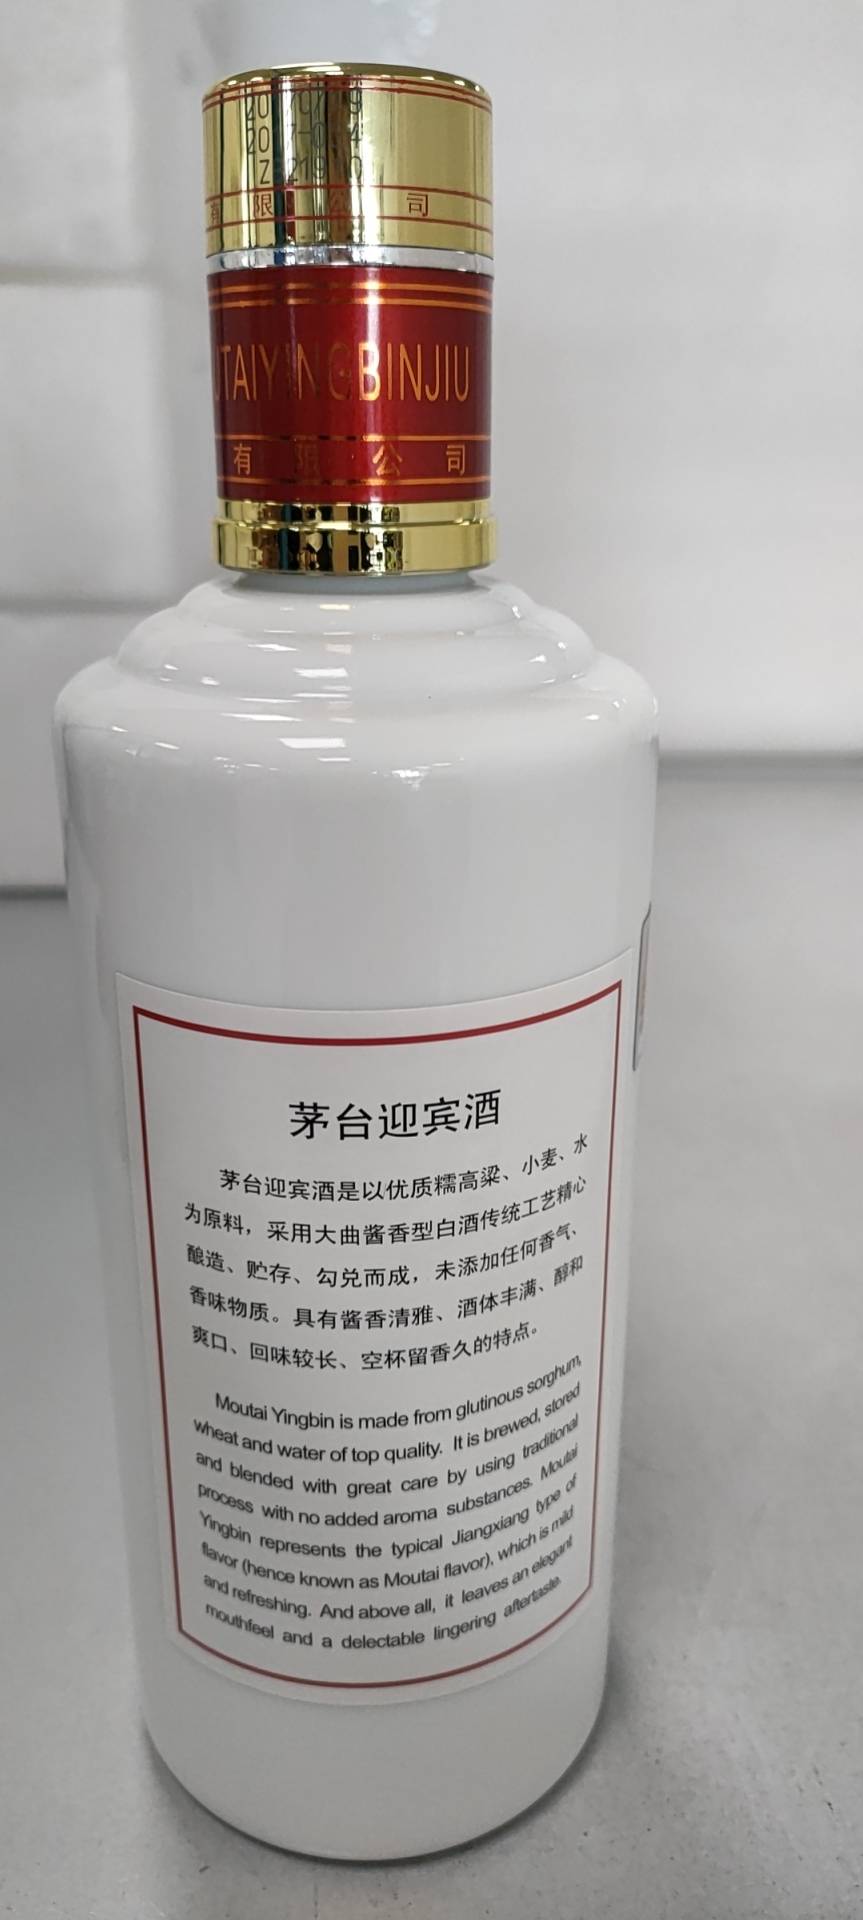 有限公司
UTAIYINGBINJIU
有限公司
茅台迎宾酒
茅台迎宾酒是以优质糯高粱、小麦、水
为原料，采用大曲酱香型白酒传统工艺精心
酿造、贮存、勾兑而成，未添加任何香气、
香味物质。具有酱香清雅、酒体丰满、醇和
爽口、回味较长、空杯留香久的特点。
Moutai Yingbin is made from glutinous sorghum,
wheat and water of top quality. It is brewed, stored
and blended with great care by using traditional
process with no added aroma substances. Moutai
Yingbin represents the typical Jiangxiang type of
flavor (hence known as Moutai flavor), which is mild
and refreshing. And above all, it leaves an elegant
mouthfeel and a delectable lingering aftertaste.